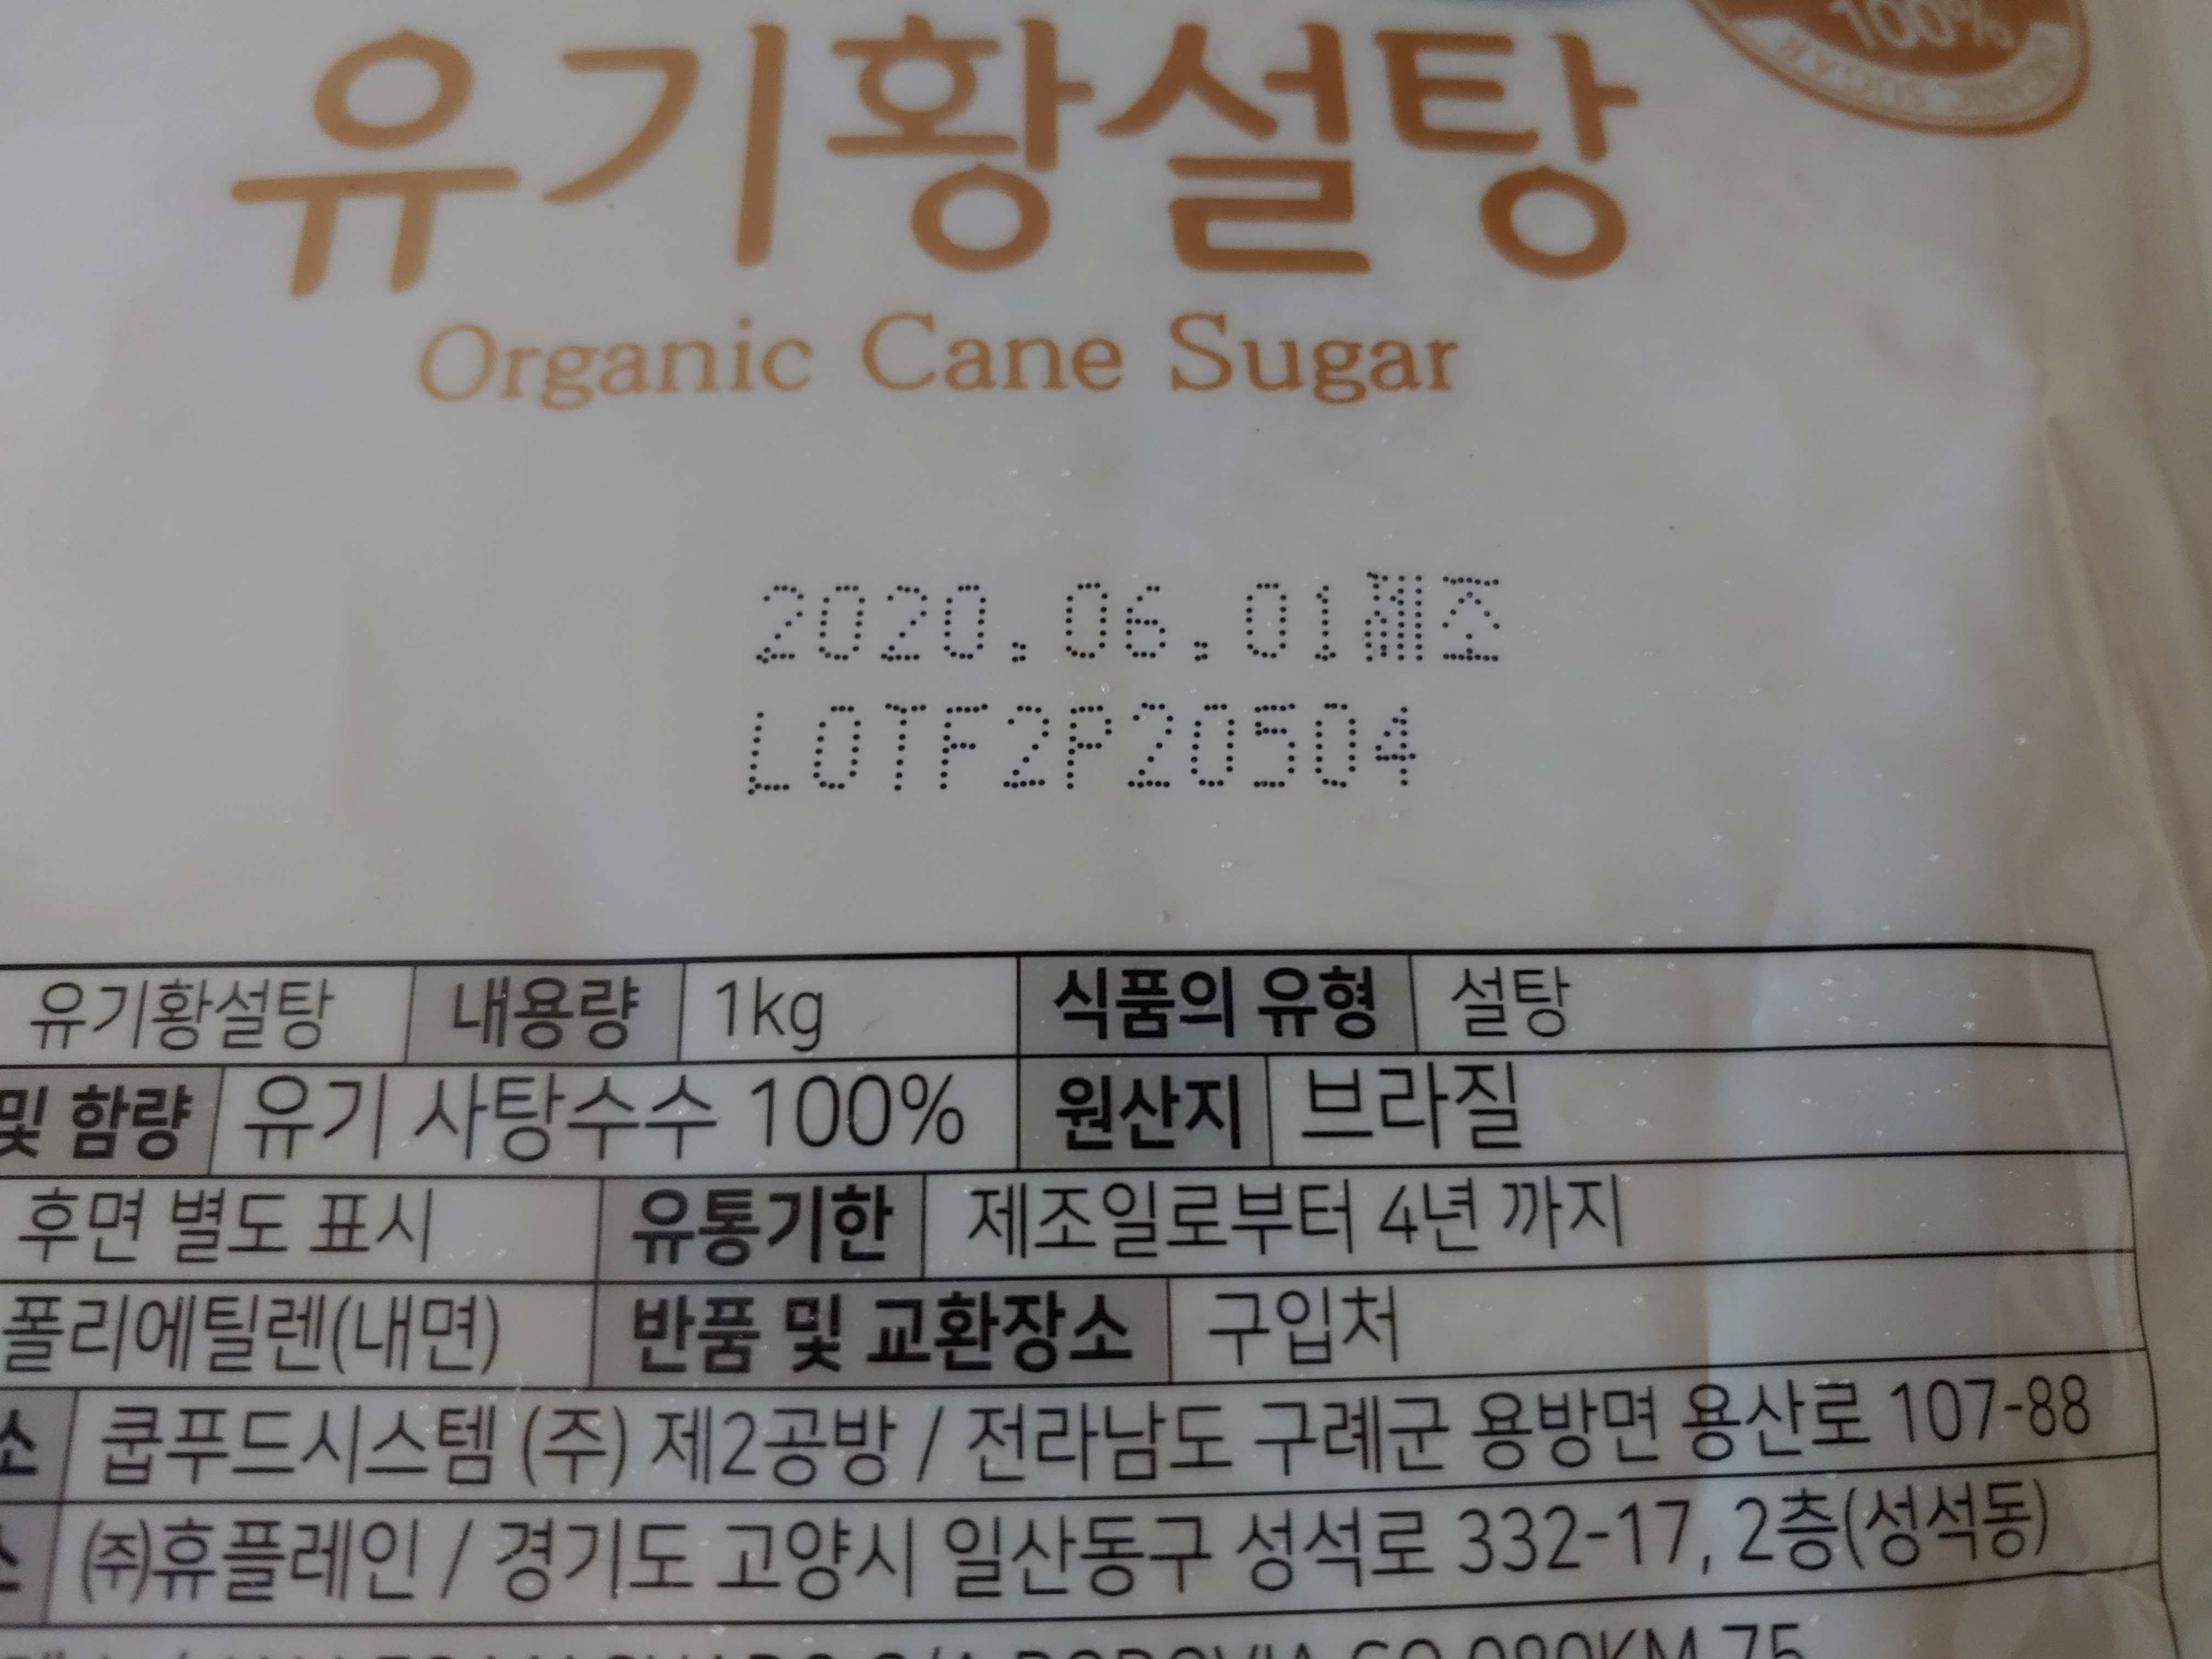 100%
ORGANIC SUGAR
유기황설탕
Organic Cane Sugar
2020.06.01제조
LOTF2P20504
유기황설탕 내용량 1kg 식품의 유형 설탕
및 함량 유기 사탕수수 100% 원산지 브라질
후면 별도 표시 유통기한 제조일로부터 4년 까지
폴리에틸렌(내면) 반품 및 교환장소 구입처
소 쿱푸드시스템 (주) 제2공방 / 전라남도 구례군 용방면 용산로 107-88
㈜휴플레인 / 경기도 고양시 일산동구 성석로 332-17, 2층(성석동)